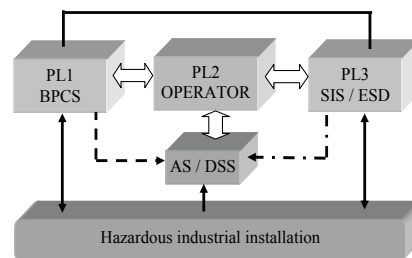 PL1
BPCS
PL2
OPERATOR
PL3
SIS / ESD
AS / DSS
Hazardous industrial installation